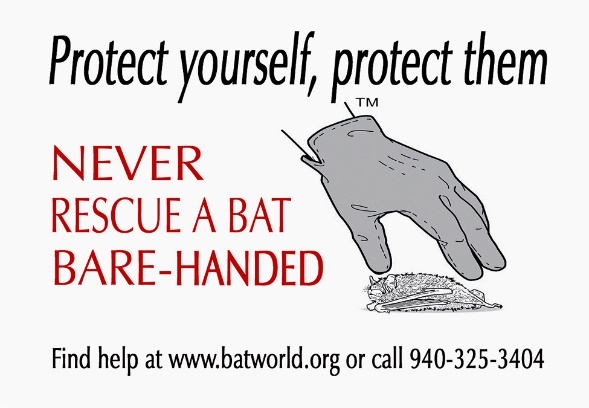 Protect yourself, protect them
TM
NEVER
RESCUE A BAT
BARE-HANDED
Find help at www.batworld.org or call 940-325-3404